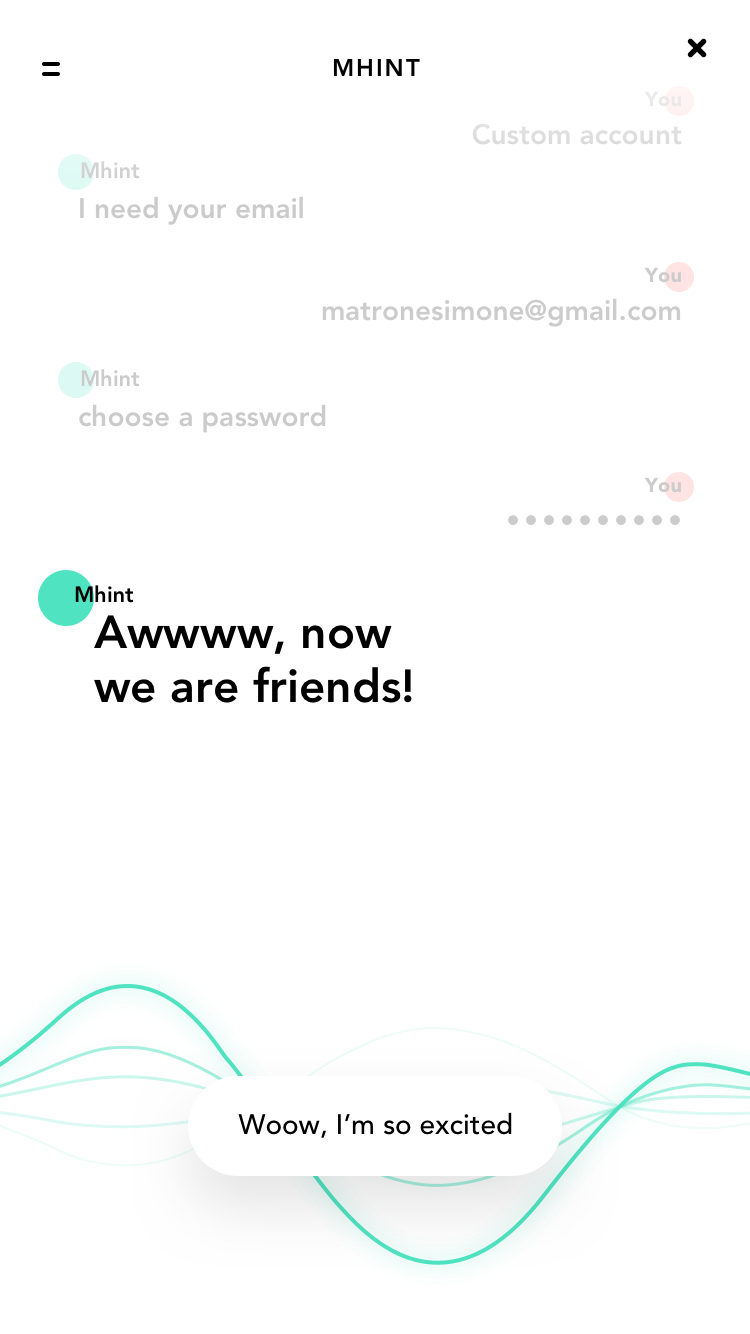 MHINT
You
Custom account
Mhint
I need your email
You
matronesimone@gmail.com
Mhint
choose a password
You
••••••••••
Mhint
Awwww, now
we are friends!
Woow, I’m so excited